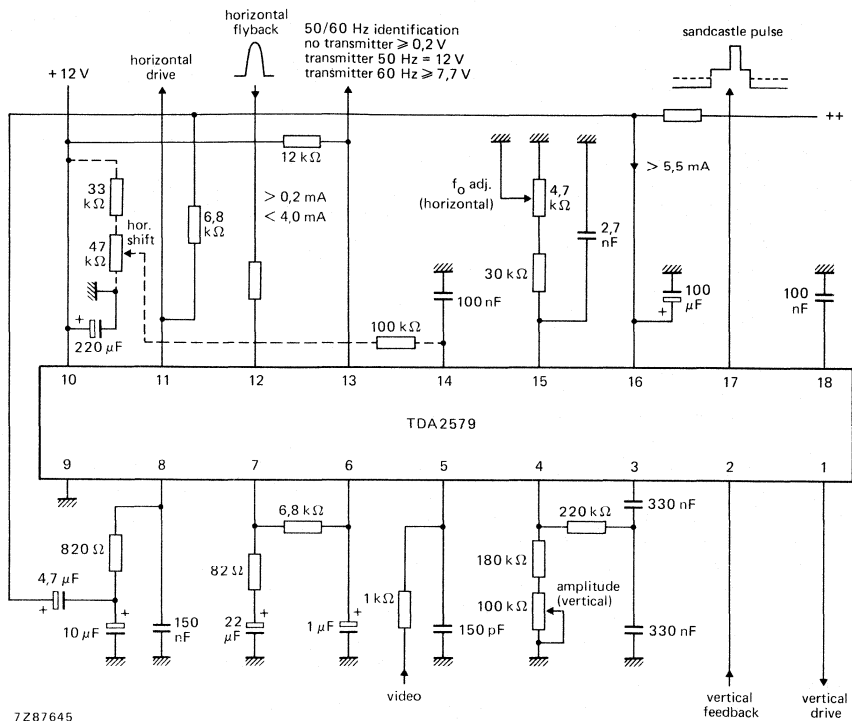 horizontal
flyback
50/60 Hz identification
no transmitter ⩾ 0,2 V
transmitter 50 Hz = 12 V
transmitter 60 Hz ⩾ 7,7 V
sandcastle pulse
horizontal
drive
+12 V
++
12 kΩ
> 5,5 mA
33
kΩ
> 0,2 mA
< 4,0 mA
f₀ adj.
(horizontal)
4,7
kΩ
6,8
kΩ
hor.
shift
47
kΩ
2,7
nF
30 kΩ
100 nF
100
μF
+
100
nF
+
220 μF
100 kΩ
10
11
12
13
14
15
16
17
18
TDA2579
9
8
7
6
5
4
3
2
1
330 nF
6,8 kΩ
220 kΩ
820 Ω
82 Ω
180 kΩ
4,7 μF
+
1 kΩ
100 kΩ
amplitude
(vertical)
+
10 μF
150
nF
22
μF
+
1 μF
+
150 pF
330 nF
video
vertical
feedback
vertical
drive
7Z87645